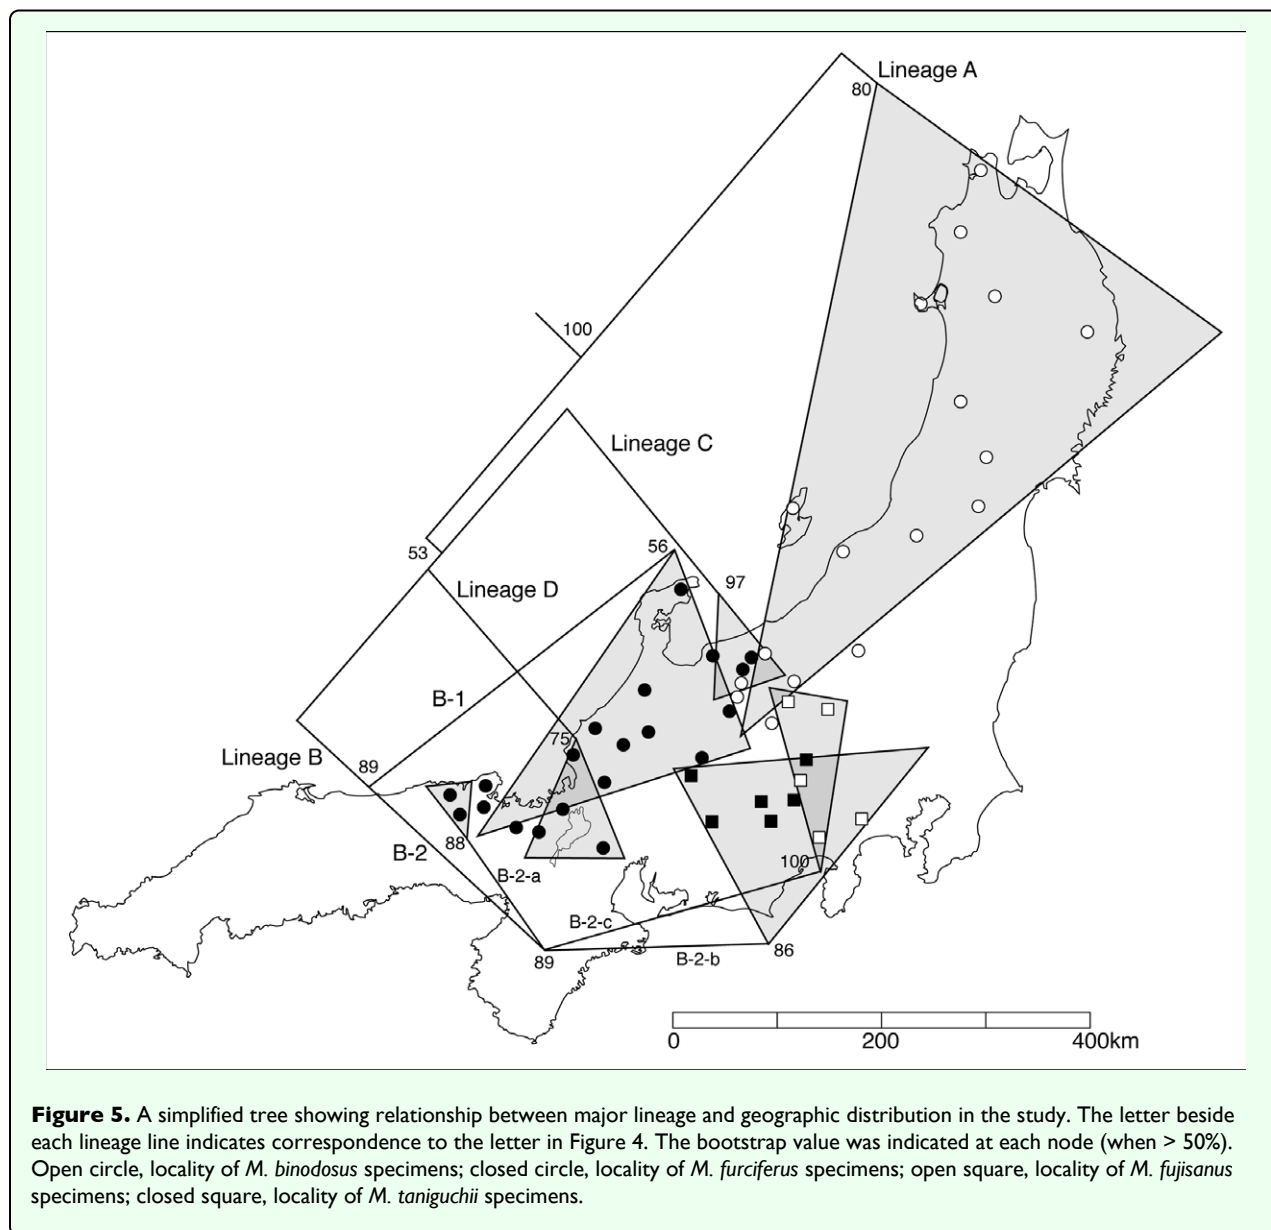 Lineage A
80
100
Lineage C
53
56
97
Lineage D
B-1
75
Lineage B
89
88
B-2
100
B-2-a
B-2-c
86
89
B-2-b
0 200 400km
Figure 5. A simplified tree showing relationship between major lineage and geographic distribution in the study. The letter beside
each lineage line indicates correspondence to the letter in Figure 4. The bootstrap value was indicated at each node (when > 50%).
Open circle, locality of M. binodosus specimens; closed circle, locality of M. furciferus specimens; open square, locality of M. fujisanus
specimens; closed square, locality of M. taniguchii specimens.